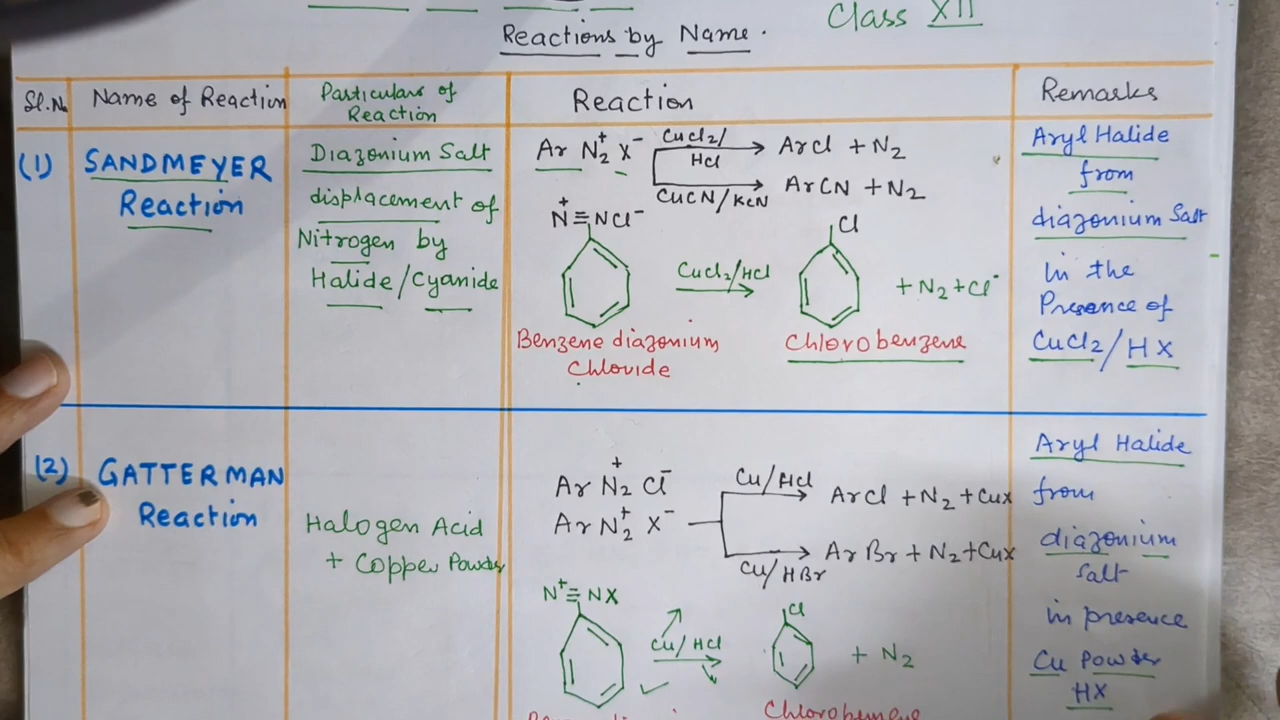 Class XII
Reactions by Name.
Sl.No Name of Reaction Particulars of Reaction Reaction Remarks
(1) SANDMEYER Reaction
Diazonium Salt
displacement of
Nitrogen by
Halide/Cyanide
Ar N₂⁺ X⁻
CuCl₂/HCl
ArCl + N₂
CuCN/KCN
ArCN + N₂
N⁺≡NCl⁻
CuCl₂/HCl
Cl
+ N₂ + Cl⁻
Benzene diazonium
Chloride
Chlorobenzene
Aryl Halide
from
diazonium Salt
in the
Presence of
CuCl₂/HX
(2) GATTERMAN
Reaction
Halogen Acid
+ Copper Powder
Ar N₂⁺ Cl⁻
Ar N₂⁺ X⁻
Cu/HCl
ArCl + N₂ + CuX
Cu/HBr
ArBr + N₂ + CuX
N⁺≡NX
Cu/HCl
Cl
+ N₂
Chlorobenzene
Aryl Halide
from
diazonium
Salt
in presence
Cu Powder
HX